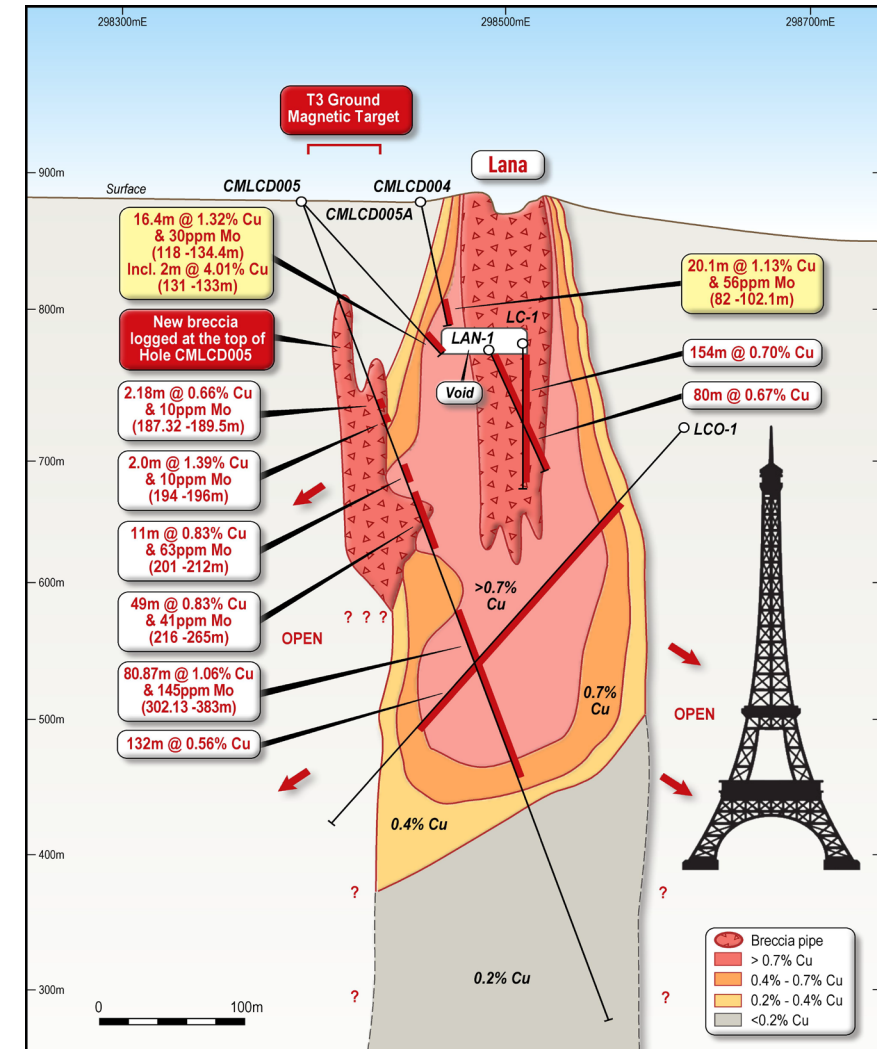 298300mE
298500mE
298700mE
T3 Ground
Magnetic Target
Lana
900m
Surface
CMLCD005
CMLCD004
CMLCD005A
16.4m @ 1.32% Cu
& 30ppm Mo
(118 -134.4m)
Incl. 2m @ 4.01% Cu
(131 -133m)
20.1m @ 1.13% Cu
& 56ppm Mo
(82 -102.1m)
800m
New breccia
logged at the top of
Hole CMLCD005
LC-1
LAN-1
Void
154m @ 0.70% Cu
80m @ 0.67% Cu
2.18m @ 0.66% Cu
& 10ppm Mo
(187.32 -189.5m)
LCO-1
700m
2.0m @ 1.39% Cu
& 10ppm Mo
(194 -196m)
11m @ 0.83% Cu
& 63ppm Mo
(201 -212m)
600m
>0.7%
Cu
49m @ 0.83% Cu
& 41ppm Mo
(216 -265m)
? ? ?
OPEN
80.87m @ 1.06% Cu
& 145ppm Mo
(302.13 -383m)
0.7%
Cu
OPEN
500m
132m @ 0.56% Cu
0.4% Cu
400m
?
?
0.2% Cu
300m
?
?
0
100m
Breccia pipe
> 0.7% Cu
0.4% - 0.7% Cu
0.2% - 0.4% Cu
<0.2% Cu